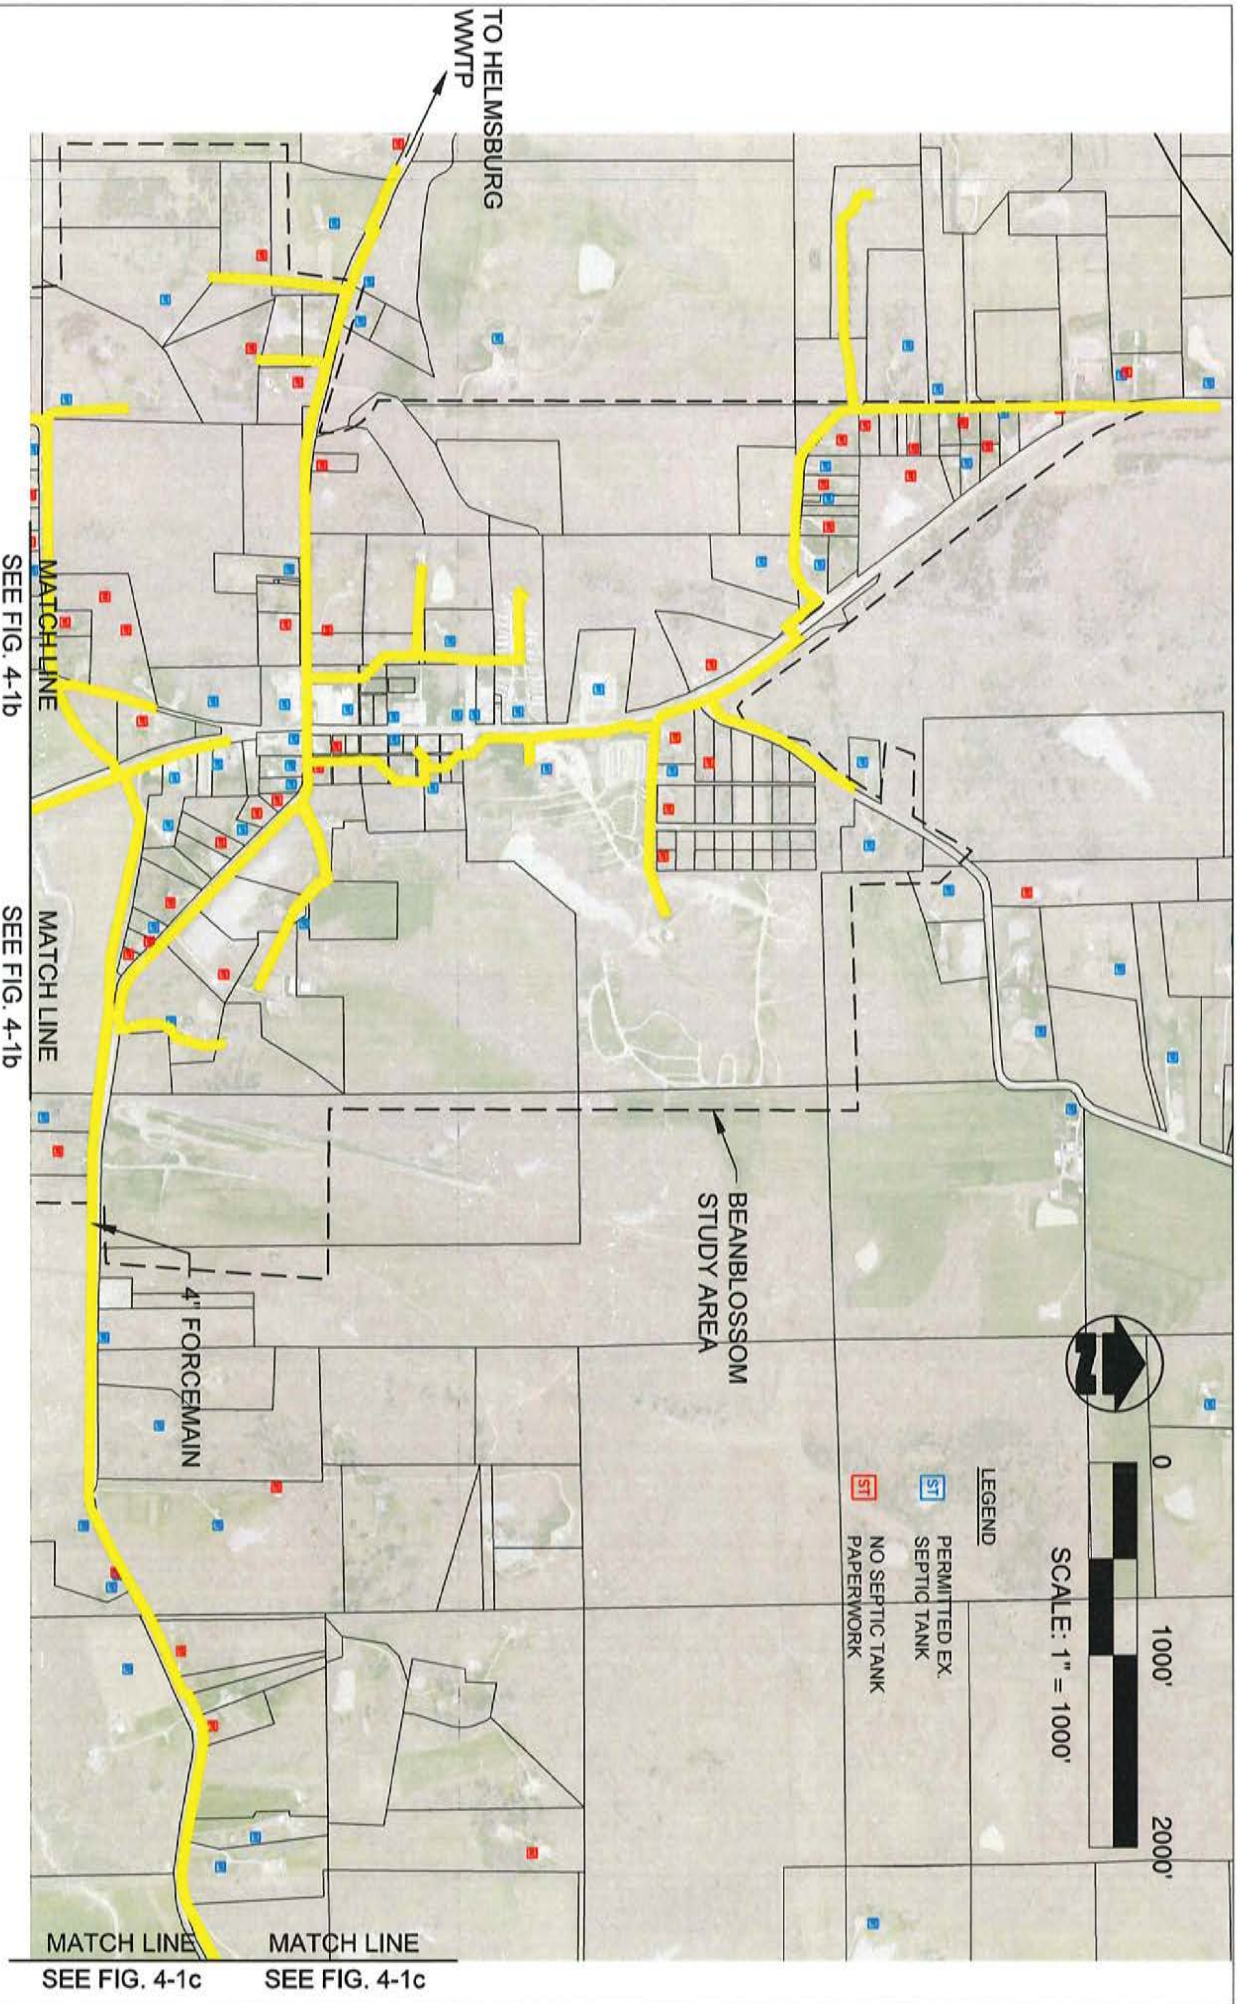 TO HELMSBURG
WWTP
MATCH LINE
SEE FIG. 4-1b
MATCH LINE
SEE FIG. 4-1b
BEANBLOSSOM
STUDY AREA
4" FORCEMAIN
N
0
1000'
2000'
SCALE: 1" = 1000'
LEGEND
ST
PERMITTED EX.
SEPTIC TANK
ST
NO SEPTIC TANK
PAPERWORK
MATCH LINE
SEE FIG. 4-1c
MATCH LINE
SEE FIG. 4-1c